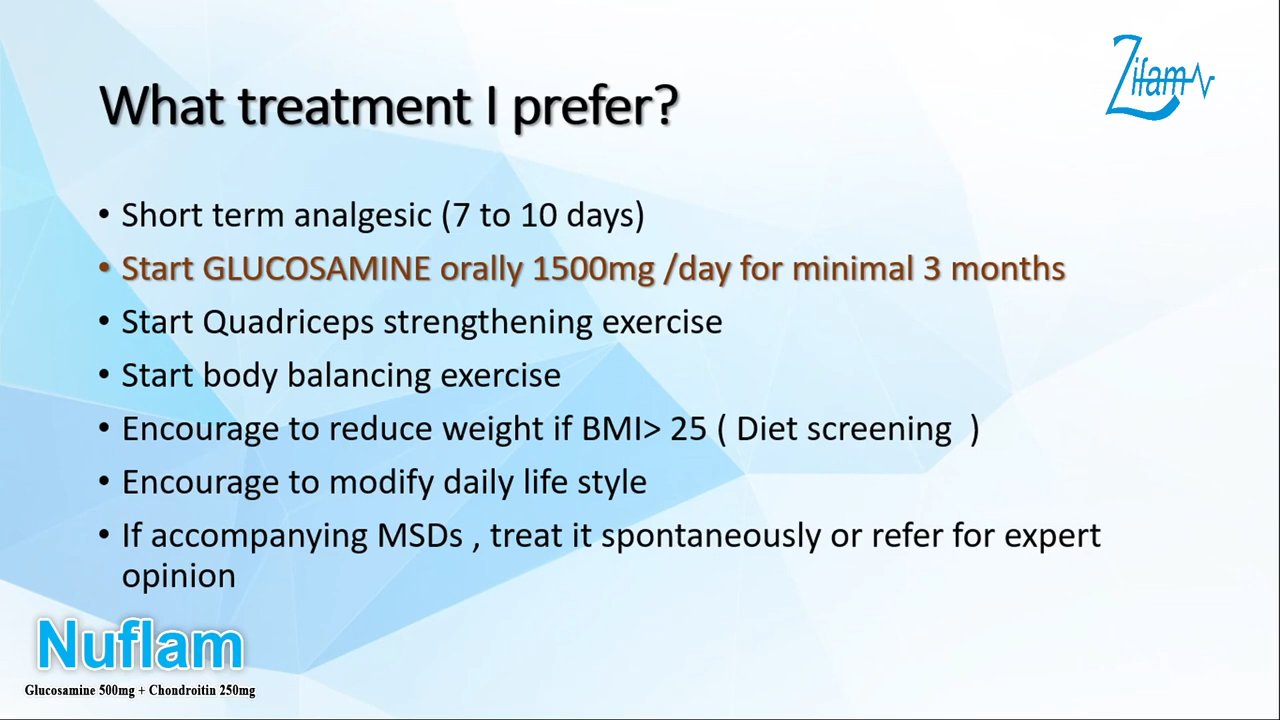 Zifam
What treatment I prefer?
• Short term analgesic (7 to 10 days)
• Start GLUCOSAMINE orally 1500mg /day for minimal 3 months
• Start Quadriceps strengthening exercise
• Start body balancing exercise
• Encourage to reduce weight if BMI> 25 ( Diet screening  )
• Encourage to modify daily life style
• If accompanying MSDs , treat it spontaneously or refer for expert
opinion
Nuflam
Glucosamine 500mg + Chondroitin 250mg